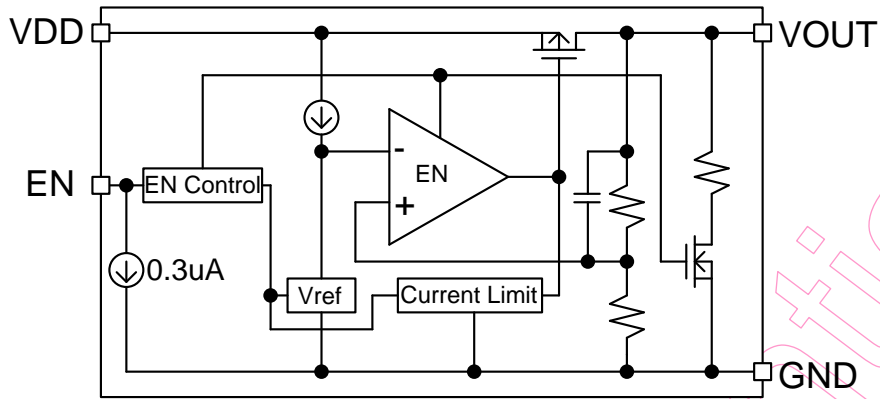 VDD
VOUT
EN
EN Control
-
EN
+
0.3uA
Vref
Current Limit
GND